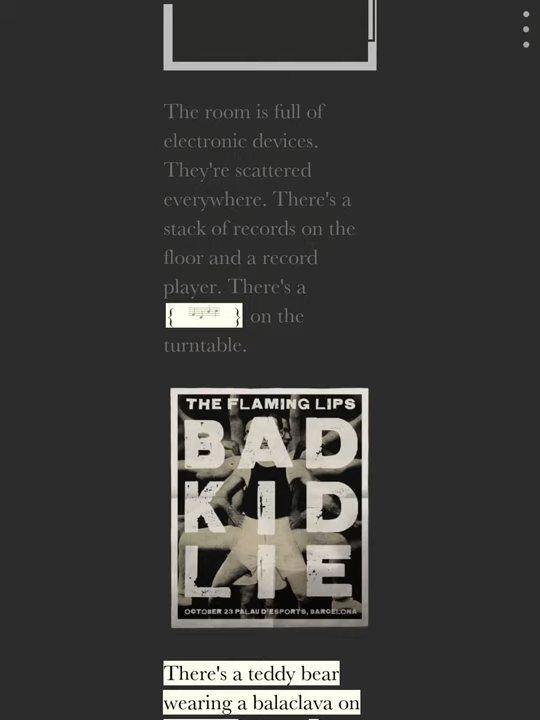 The room is full of
electronic devices.
They're scattered
everywhere. There's a
stack of records on the
floor and a record
player. There's a
{ } on the
turntable.
THE FLAMING LIPS
BAD
KID
LIE
OCTOBER 23 PALAU D'ESPORTS, BARCELONA
There's a teddy bear
wearing a balaclava on